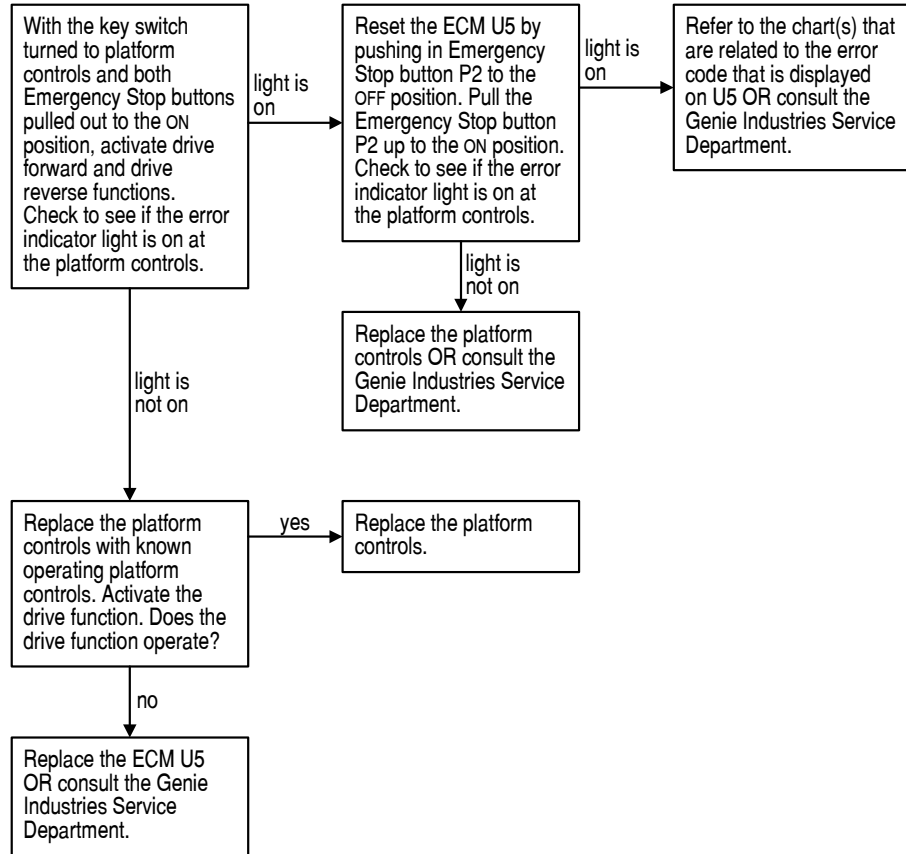 With the key switch
turned to platform
controls and both
Emergency Stop buttons
pulled out to the ON
position, activate drive
forward and drive
reverse functions.
Check to see if the error
indicator light is on at
the platform controls.
light is
on
Reset the ECM U5 by
pushing in Emergency
Stop button P2 to the
OFF position. Pull the
Emergency Stop button
P2 up to the ON position.
Check to see if the error
indicator light is on at
the platform controls.
light is
on
Refer to the chart(s) that
are related to the error
code that is displayed
on U5 OR consult the
Genie Industries Service
Department.
light is
not on
Replace the platform
controls OR consult the
Genie Industries Service
Department.
light is
not on
Replace the platform
controls with known
operating platform
controls. Activate the
drive function. Does the
drive function operate?
yes
Replace the platform
controls.
no
Replace the ECM U5
OR consult the Genie
Industries Service
Department.